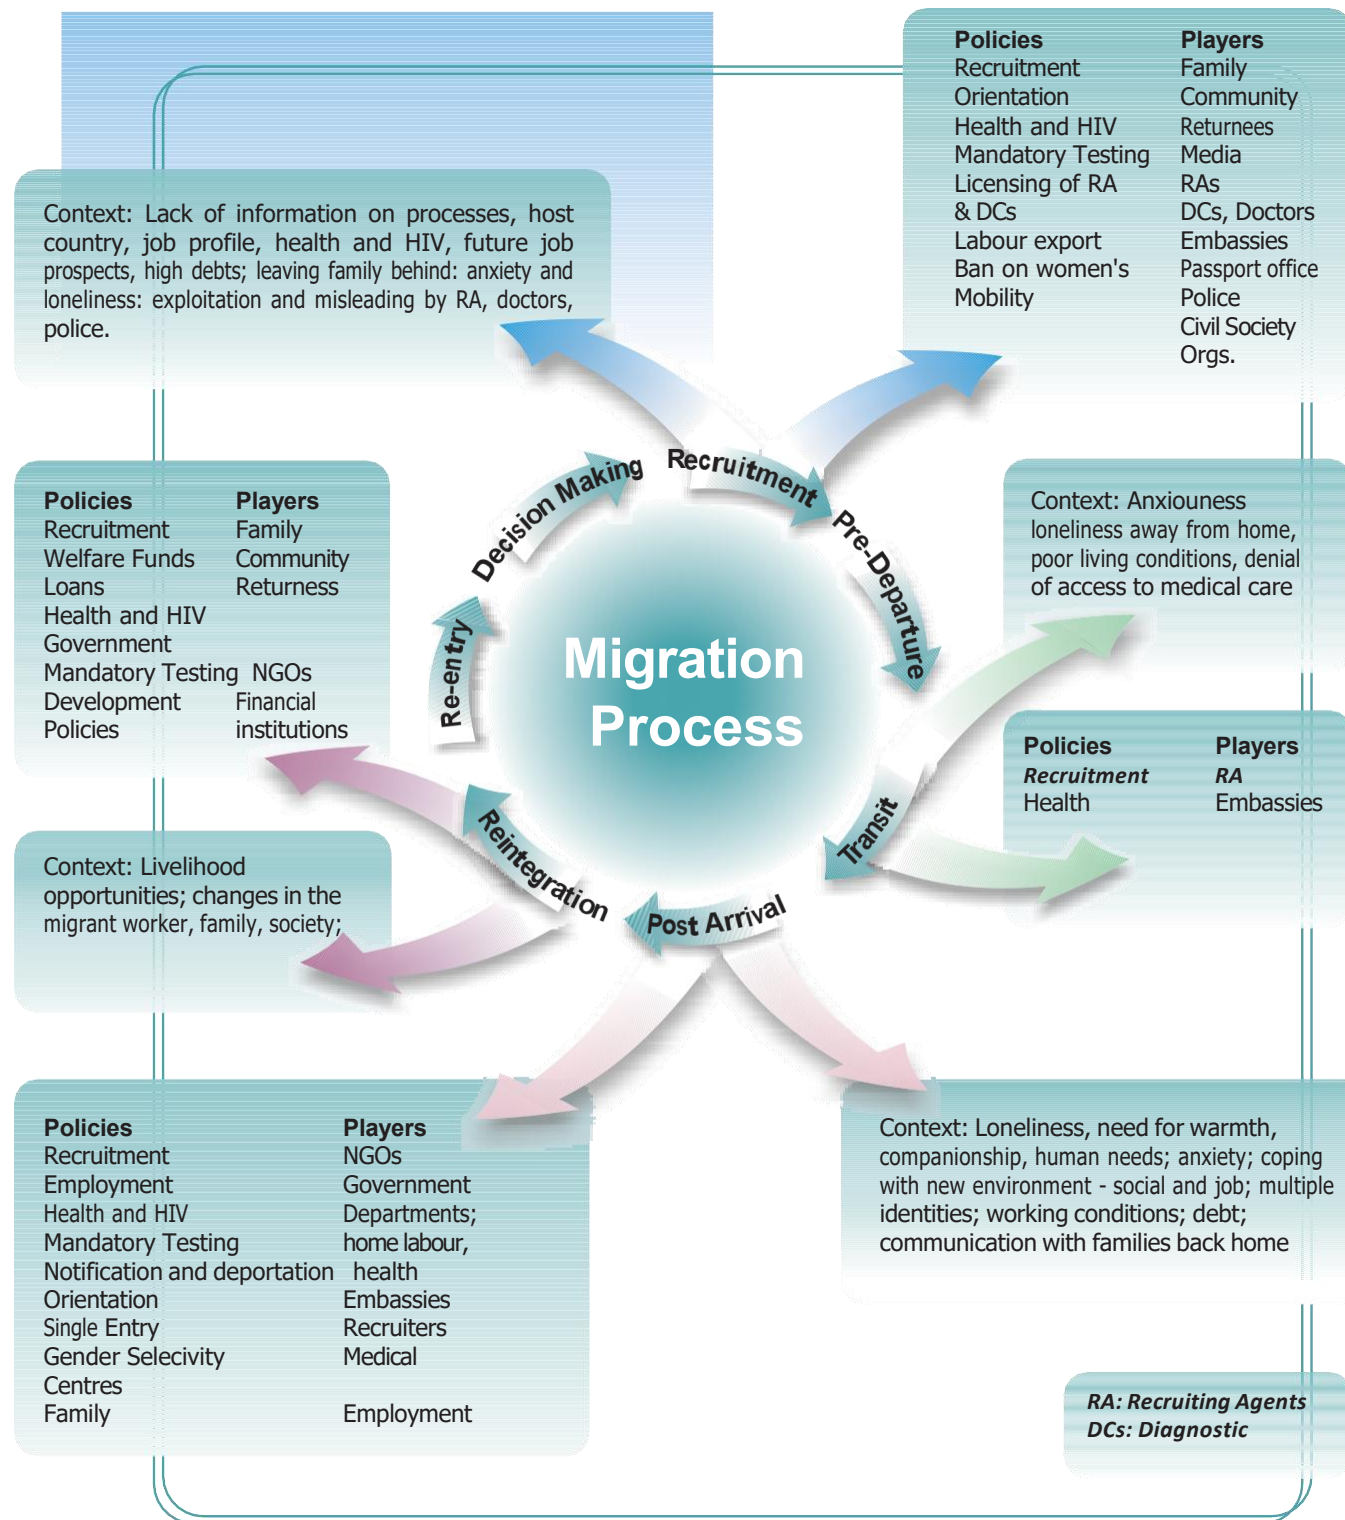 Policies Players
Recruitment Family
Orientation Community
Health and HIV Returnees
Mandatory Testing Media
Licensing of RA RAs
& DCs DCs, Doctors
Labour export Embassies
Ban on women's Passport office
Mobility Police
Civil Society
Orgs.
Context: Lack of information on processes, host
country, job profile, health and HIV, future job
prospects, high debts; leaving family behind: anxiety and
loneliness: exploitation and misleading by RA, doctors,
police.
Decision Making
Recruitment
Pre-Departure
Transit
Post Arrival
Reintegration
Re-entry
Migration
Process
Policies Players
Recruitment Family
Welfare Funds Community
Loans Returness
Health and HIV
Government
Mandatory Testing NGOs
Development Financial
Policies institutions
Context: Anxiouness
loneliness away from home,
poor living conditions, denial
of access to medical care
Policies Players
Recruitment RA
Health Embassies
Context: Livelihood
opportunities; changes in the
migrant worker, family, society;
Policies Players
Recruitment NGOs
Employment Government
Health and HIV Departments;
Mandatory Testing home labour,
Notification and deportation health
Orientation Embassies
Single Entry Recruiters
Gender Selecivity Medical
Centres
Family Employment
Context: Loneliness, need for warmth,
companionship, human needs; anxiety; coping
with new environment - social and job; multiple
identities; working conditions; debt;
communication with families back home
RA: Recruiting Agents
DCs: Diagnostic